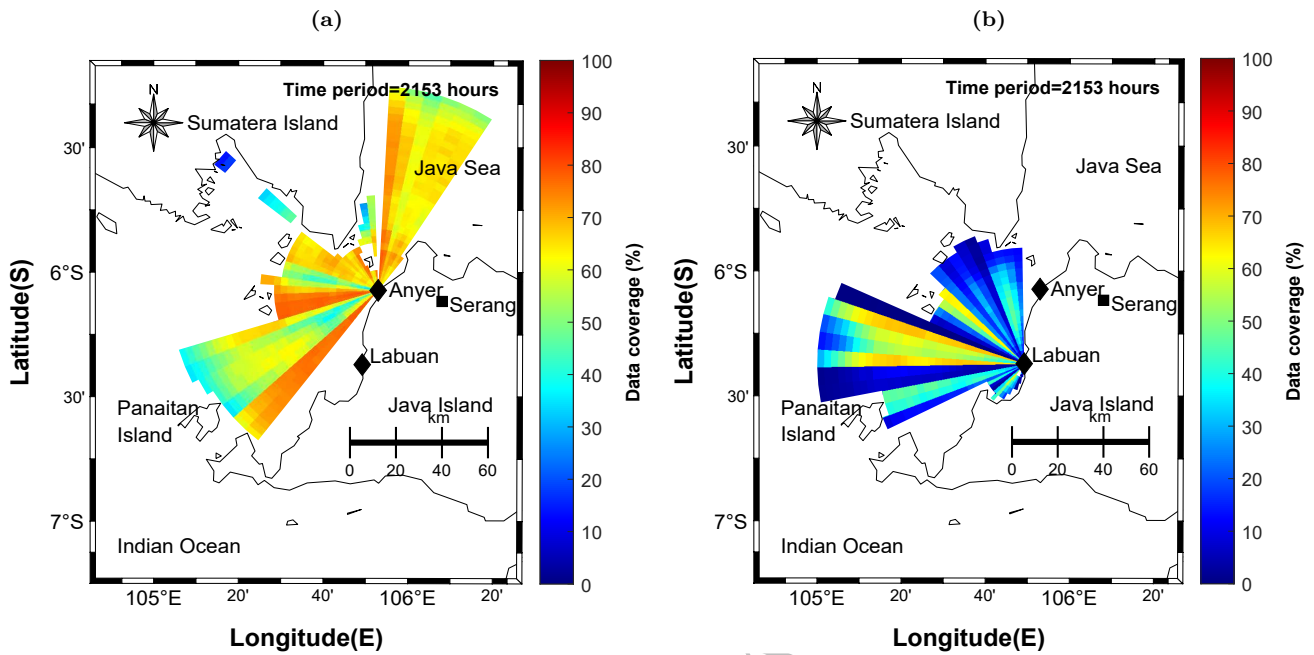 (a)
Time period=2153 hours
N
Sumatera Island
Java Sea
Anyer
Serang
Labuan
Panaitan
Island
Java Island
km
0 20 40 60
Indian Ocean
30'
6°S
30'
7°S
Latitude(S)
105°E 20' 40' 106°E 20'
Longitude(E)
100
90
80
70
60
50
40
30
20
10
0
Data coverage (%)
(b)
Time period=2153 hours
N
Sumatera Island
Java Sea
Anyer
Serang
Labuan
Panaitan
Island
Java Island
km
0 20 40 60
Indian Ocean
30'
6°S
30'
7°S
Latitude(S)
105°E 20' 40' 106°E 20'
Longitude(E)
100
90
80
70
60
50
40
30
20
10
0
Data coverage (%)